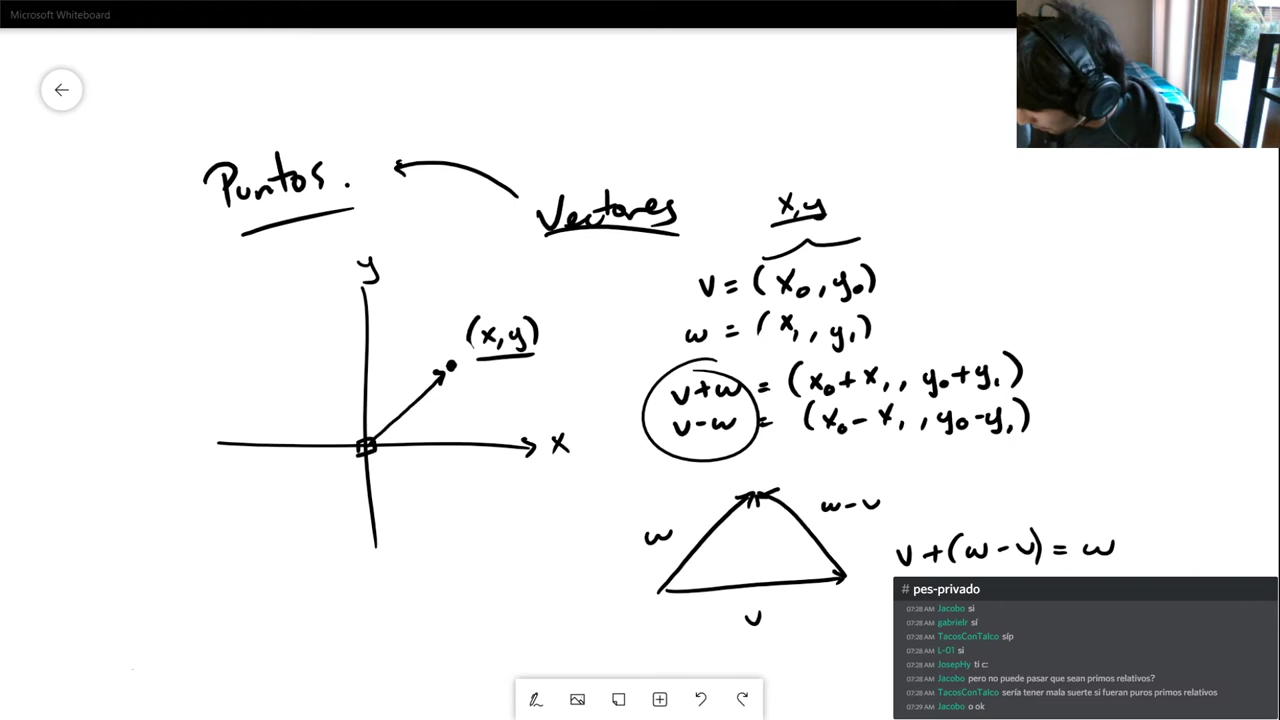 Microsoft Whiteboard
Puntos.
Vectores
x,y
y
(x,y)
x
v = (x₀, y₀)
w = (x₁, y₁)
v+w = (x₀+x₁, y₀+y₁)
v-w = (x₀-x₁, y₀-y₁)
w
w-v
v
v+(w-v) = w
# pes-privado
07:28 AM Jacobo si
07:28 AM gabrielr sí
07:28 AM TacosConTalco síp
07:28 AM L-01 si
07:28 AM JosepHy ti c:
07:28 AM Jacobo pero no puede pasar que sean primos relativos?
07:28 AM TacosConTalco sería tener mala suerte si fueran puros primos relativos
07:29 AM Jacobo o ok